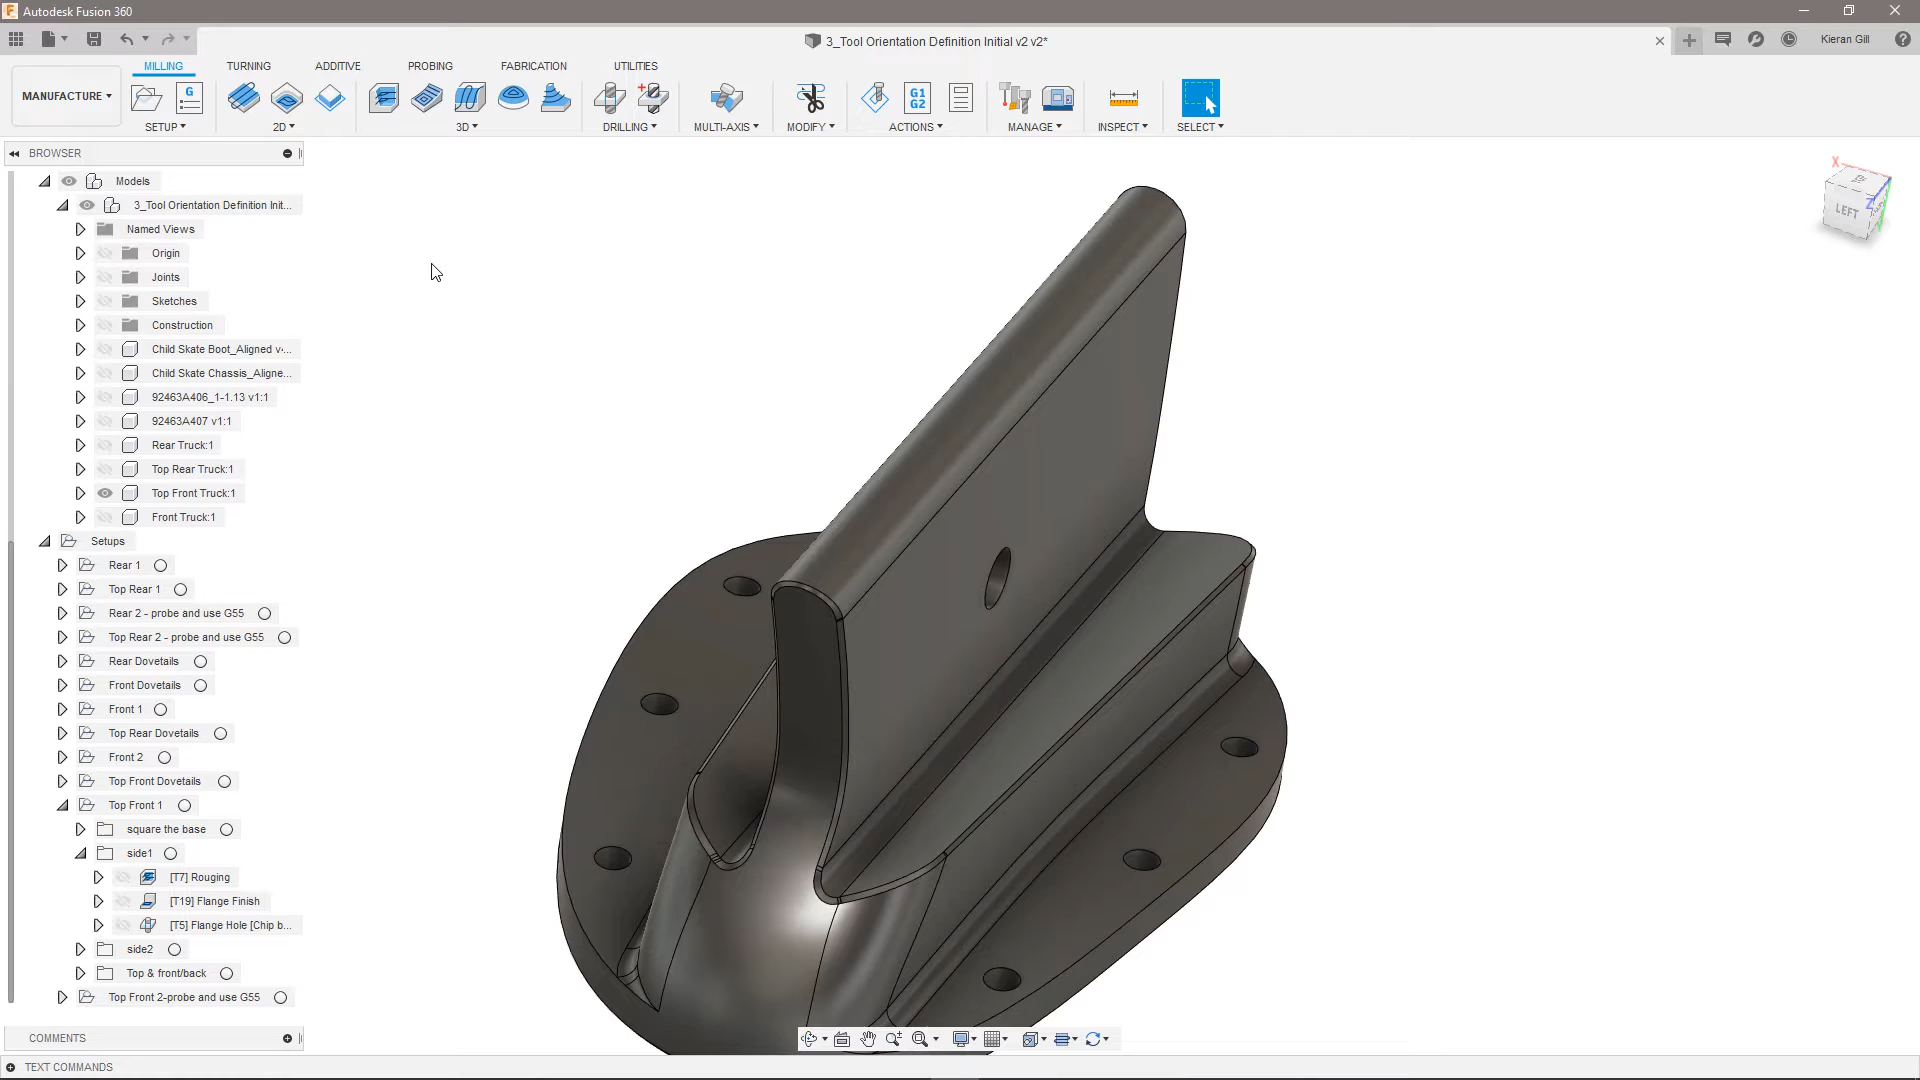 Autodesk Fusion 360
3_Tool Orientation Definition Initial v2 v2*
Kieran Gill
MANUFACTURE
MILLING
TURNING
ADDITIVE
PROBING
FABRICATION
UTILITIES
G
G1
G2
SETUP
2D
3D
DRILLING
MULTI-AXIS
MODIFY
ACTIONS
MANAGE
INSPECT
SELECT
BROWSER
Models
3_Tool Orientation Definition Init...
Named Views
Origin
Joints
Sketches
Construction
Child Skate Boot_Aligned v...
Child Skate Chassis_Aligne...
92463A406_1-1.13 v1:1
92463A407 v1:1
Rear Truck:1
Top Rear Truck:1
Top Front Truck:1
Front Truck:1
Setups
Rear 1
Top Rear 1
Rear 2 - probe and use G55
Top Rear 2 - probe and use G55
Rear Dovetails
Front Dovetails
Front 1
Top Rear Dovetails
Front 2
Top Front Dovetails
Top Front 1
square the base
side1
[T7] Rouging
[T19] Flange Finish
[T5] Flange Hole [Chip b...
side2
Top & front/back
Top Front 2-probe and use G55
COMMENTS
TEXT COMMANDS
X
Z
LEFT